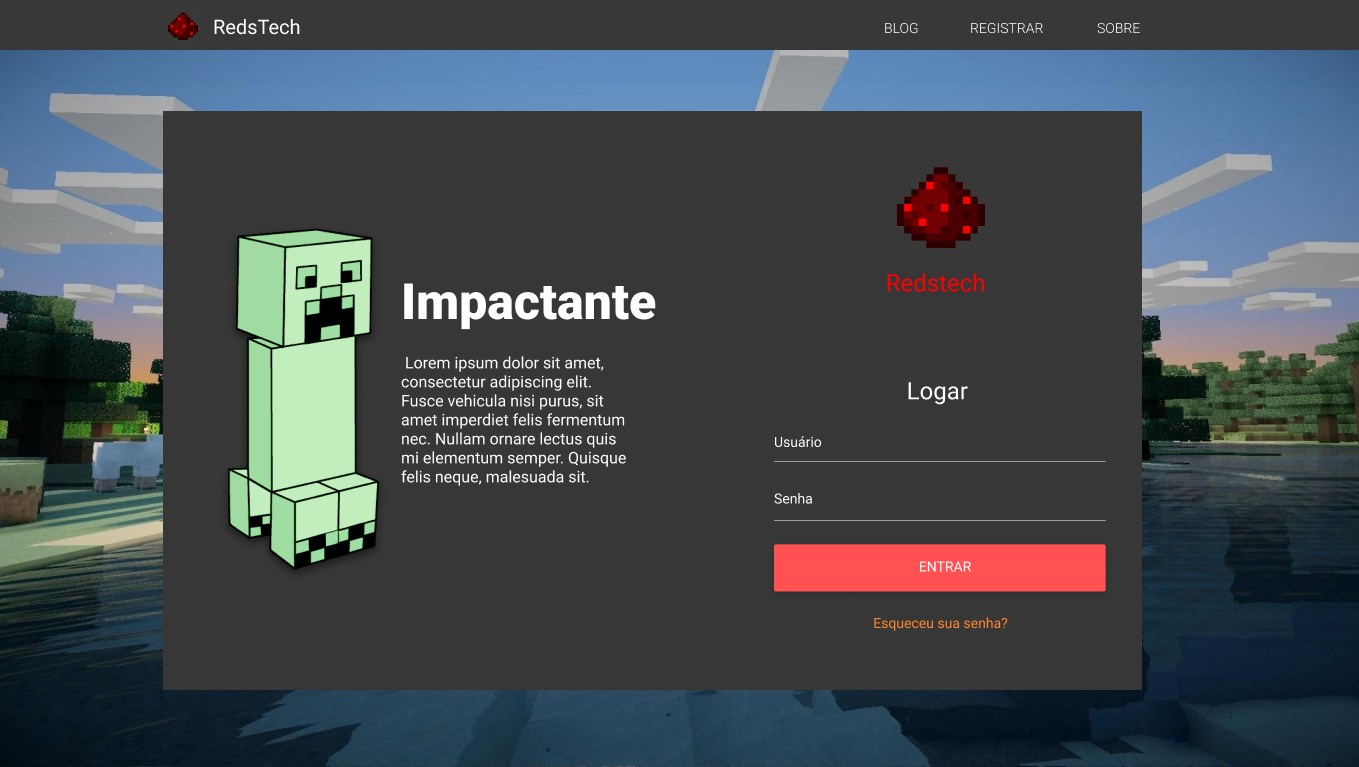 RedsTech
BLOG
REGISTRAR
SOBRE
Impactante
Lorem ipsum dolor sit amet,
consectetur adipiscing elit.
Fusce vehicula nisi purus, sit
amet imperdiet felis fermentum
nec. Nullam ornare lectus quis
mi elementum semper. Quisque
felis neque, malesuada sit.
Redstech
Logar
Usuário
Senha
ENTRAR
Esqueceu sua senha?